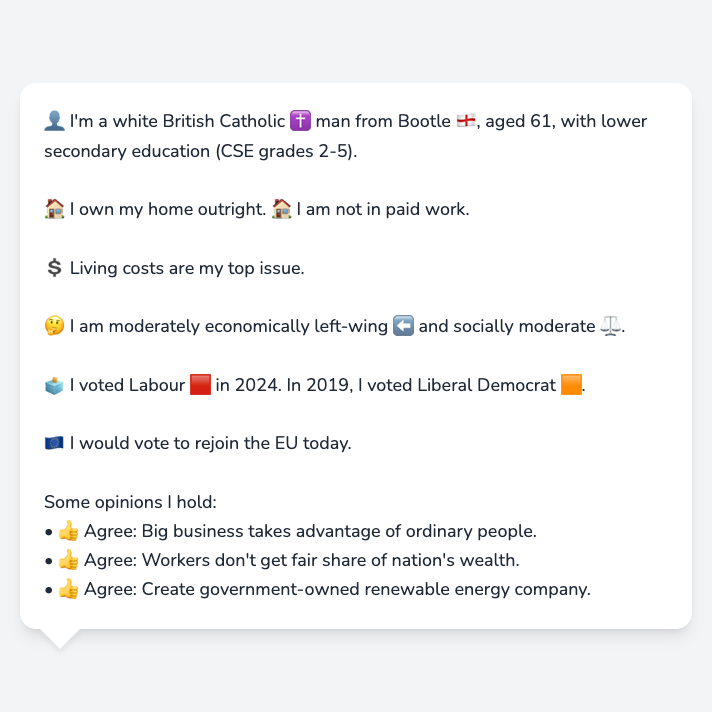 👤 I'm a white British Catholic ✝️ man from Bootle 🏴󠁧󠁢󠁥󠁮󠁧󠁿, aged 61, with lower
secondary education (CSE grades 2-5).
🏠 I own my home outright. 🏠 I am not in paid work.
💲 Living costs are my top issue.
🤔 I am moderately economically left-wing ⬅️ and socially moderate ⚖️.
🗳️ I voted Labour 🟥 in 2024. In 2019, I voted Liberal Democrat 🟧.
🇪🇺 I would vote to rejoin the EU today.
Some opinions I hold:
• 👍 Agree: Big business takes advantage of ordinary people.
• 👍 Agree: Workers don't get fair share of nation's wealth.
• 👍 Agree: Create government-owned renewable energy company.